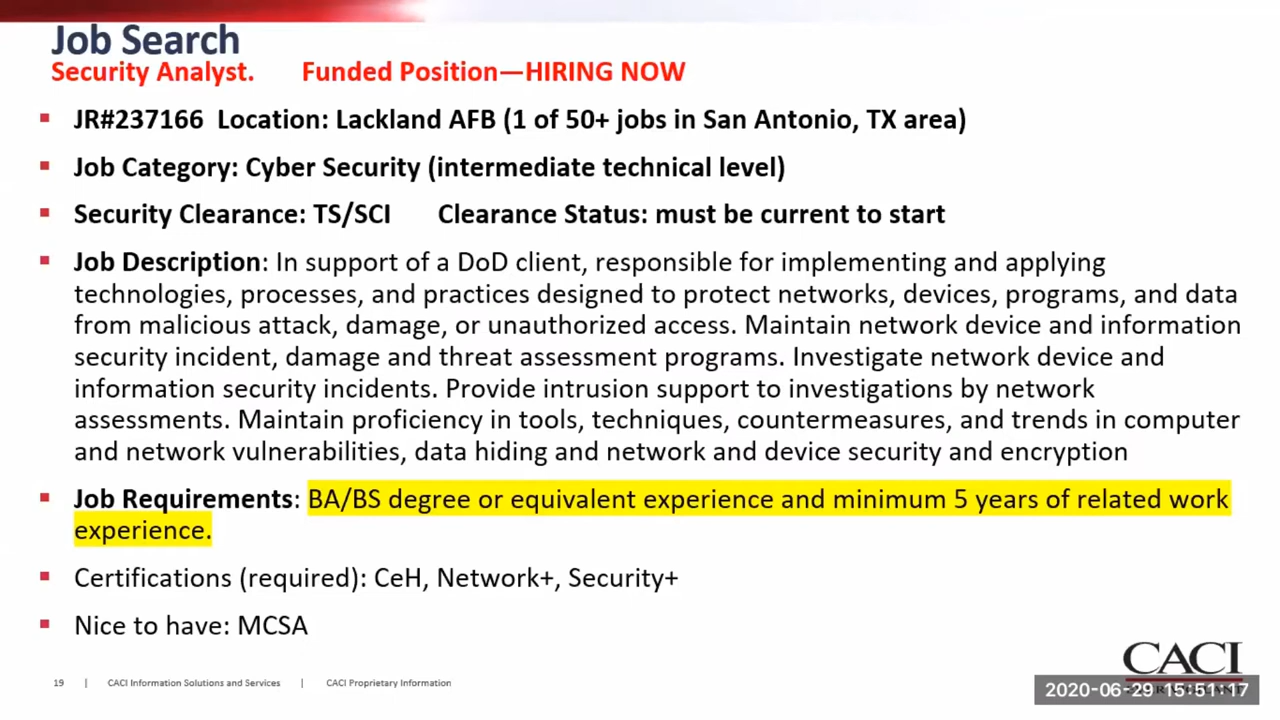 Job Search
Security Analyst. Funded Position—HIRING NOW
JR#237166 Location: Lackland AFB (1 of 50+ jobs in San Antonio, TX area)
Job Category: Cyber Security (intermediate technical level)
Security Clearance: TS/SCI Clearance Status: must be current to start
Job Description: In support of a DoD client, responsible for implementing and applying
technologies, processes, and practices designed to protect networks, devices, programs, and data
from malicious attack, damage, or unauthorized access. Maintain network device and information
security incident, damage and threat assessment programs. Investigate network device and
information security incidents. Provide intrusion support to investigations by network
assessments. Maintain proficiency in tools, techniques, countermeasures, and trends in computer
and network vulnerabilities, data hiding and network and device security and encryption
Job Requirements: BA/BS degree or equivalent experience and minimum 5 years of related work
experience.
Certifications (required): CeH, Network+, Security+
Nice to have: MCSA
CACI
19 | CACI Information Solutions and Services | CACI Proprietary Information
2020-06-29 15:51:17